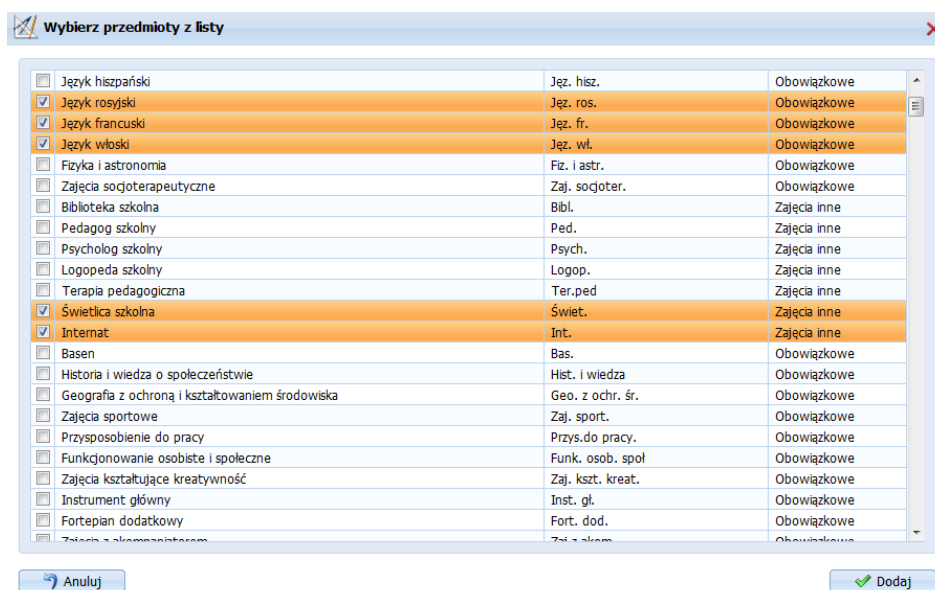 Wybierz przedmioty z listy
Język hiszpański Jęz. hisz. Obowiązkowe
Język rosyjski Jęz. ros. Obowiązkowe
Język francuski Jęz. fr. Obowiązkowe
Język włoski Jęz. wł. Obowiązkowe
Fizyka i astronomia Fiz. i astr. Obowiązkowe
Zajęcia socjoterapeutyczne Zaj. socjoter. Obowiązkowe
Biblioteka szkolna Bibl. Zajęcia inne
Pedagog szkolny Ped. Zajęcia inne
Psycholog szkolny Psych. Zajęcia inne
Logopeda szkolny Logop. Zajęcia inne
Terapia pedagogiczna Ter.ped Zajęcia inne
Świetlica szkolna Świet. Zajęcia inne
Internat Int. Zajęcia inne
Basen Bas. Obowiązkowe
Historia i wiedza o społeczeństwie Hist. i wiedza Obowiązkowe
Geografia z ochroną i kształtowaniem środowiska Geo. z ochr. śr. Obowiązkowe
Zajęcia sportowe Zaj. sport. Obowiązkowe
Przysposobienie do pracy Przys.do pracy. Obowiązkowe
Funkcjonowanie osobiste i społeczne Funk. osob. społ Obowiązkowe
Zajęcia kształtujące kreatywność Zaj. kszt. kreat. Obowiązkowe
Instrument główny Inst. gł. Obowiązkowe
Fortepian dodatkowy Fort. dod. Obowiązkowe
Zajęcia z akompaniatorem Zaj z akom Obowiązkowe
Anuluj Dodaj